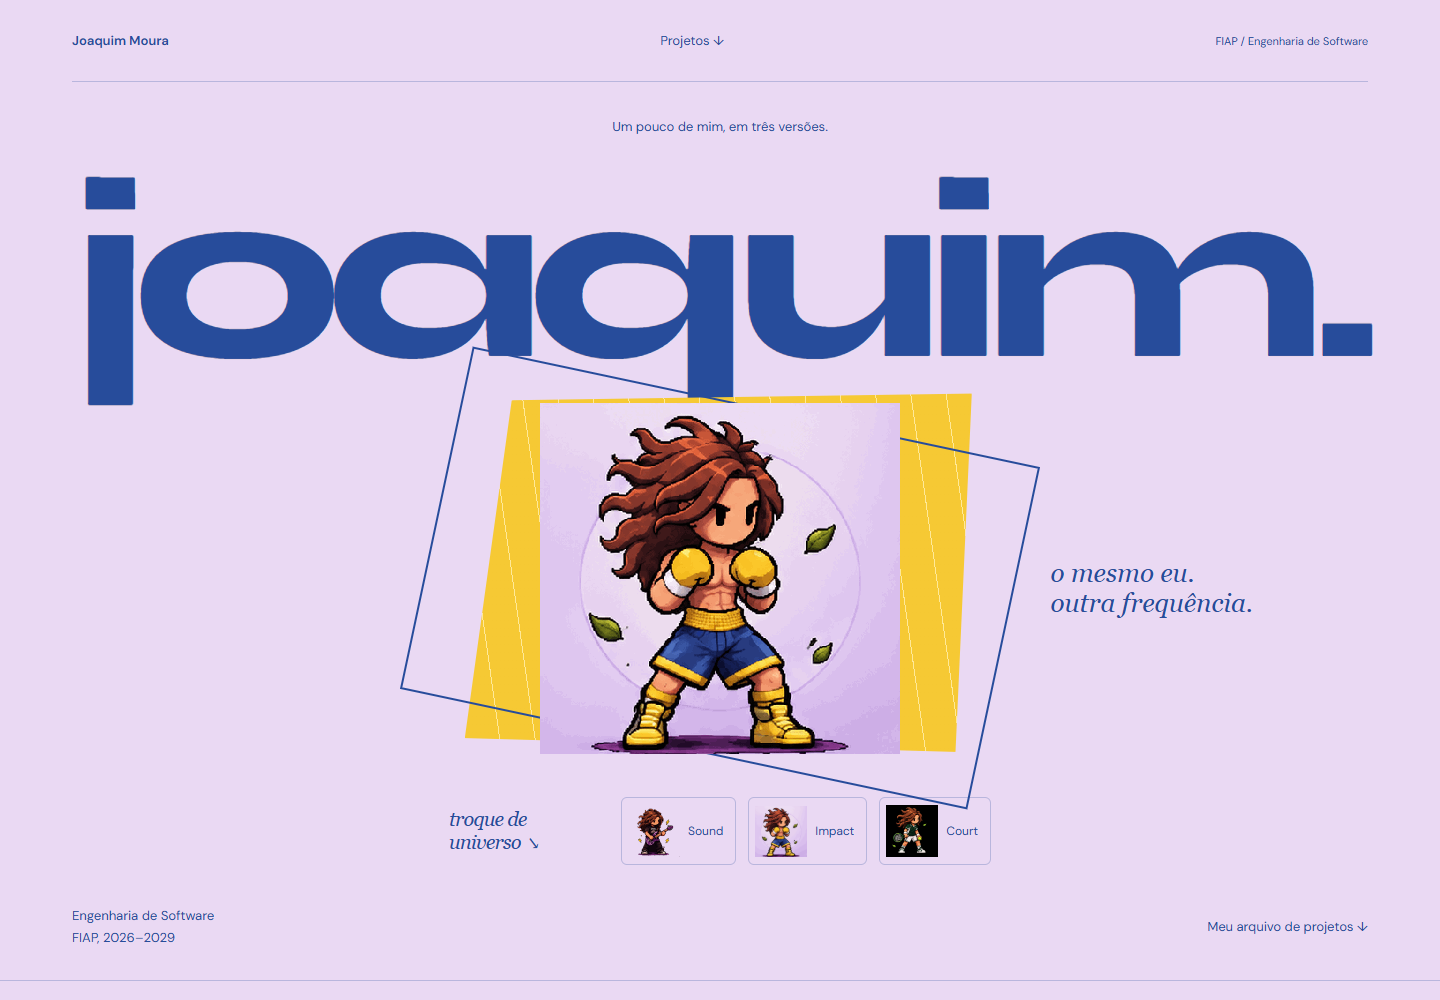 Joaquim Moura
Projetos ↓
FIAP / Engenharia de Software
Um pouco de mim, em três versões.
joaquim.
o mesmo eu.
outra frequência.
troque de
universo ↘
Sound
Impact
Court
Engenharia de Software
FIAP, 2026–2029
Meu arquivo de projetos ↓